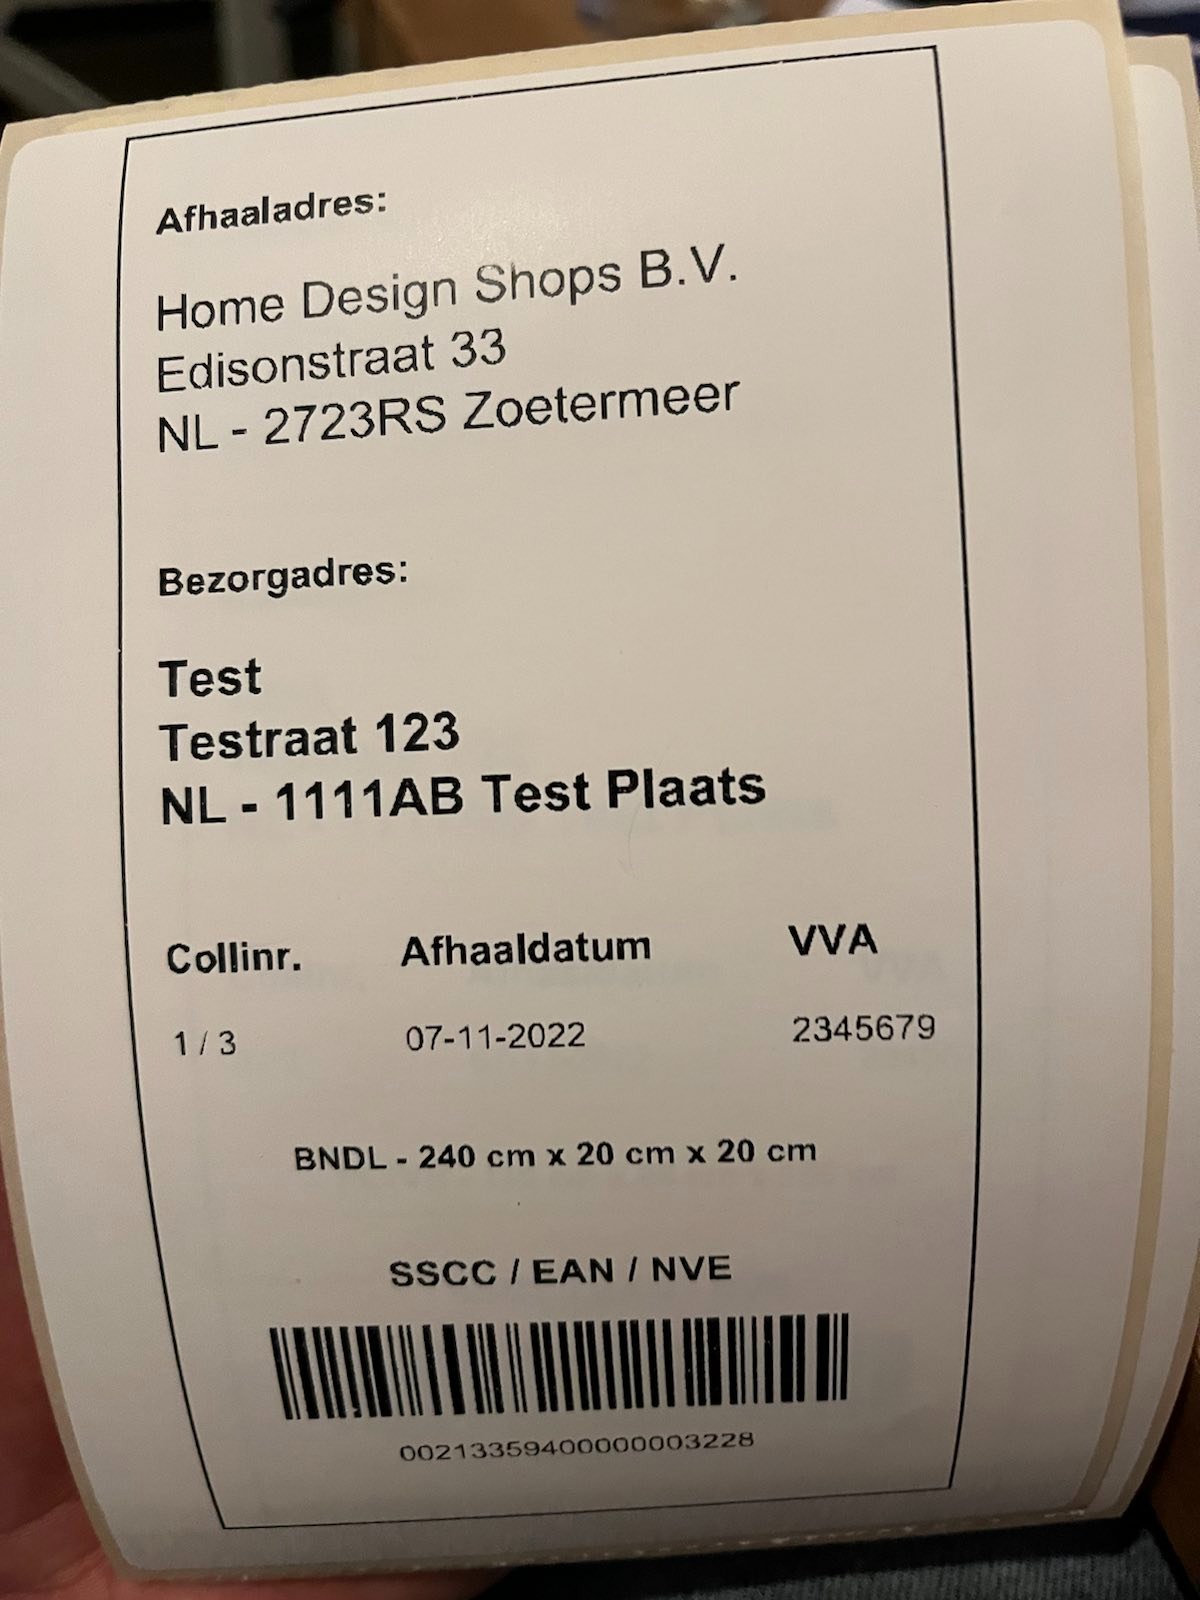 Afhaaladres:
Home Design Shops B.V.
Edisonstraat 33
NL - 2723RS Zoetermeer
Bezorgadres:
Test
Testraat 123
NL - 1111AB Test Plaats
Collinr. Afhaaldatum VVA
1 / 3 07-11-2022 2345679
BNDL - 240 cm x 20 cm x 20 cm
SSCC / EAN / NVE
00213359400000003228